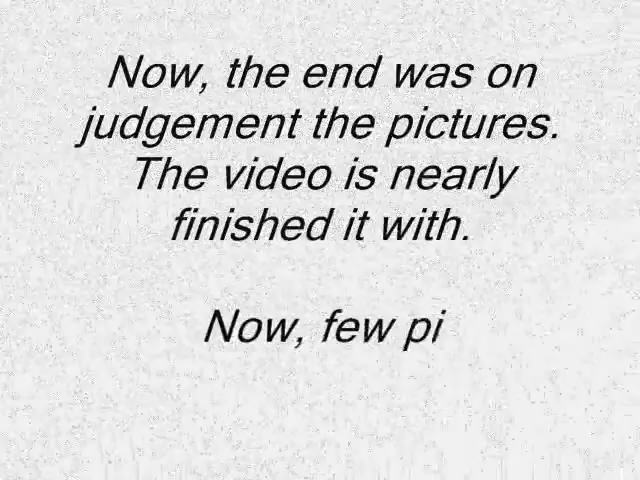 Now, the end was on
judgement the pictures.
The video is nearly
finished it with.
Now, few pi